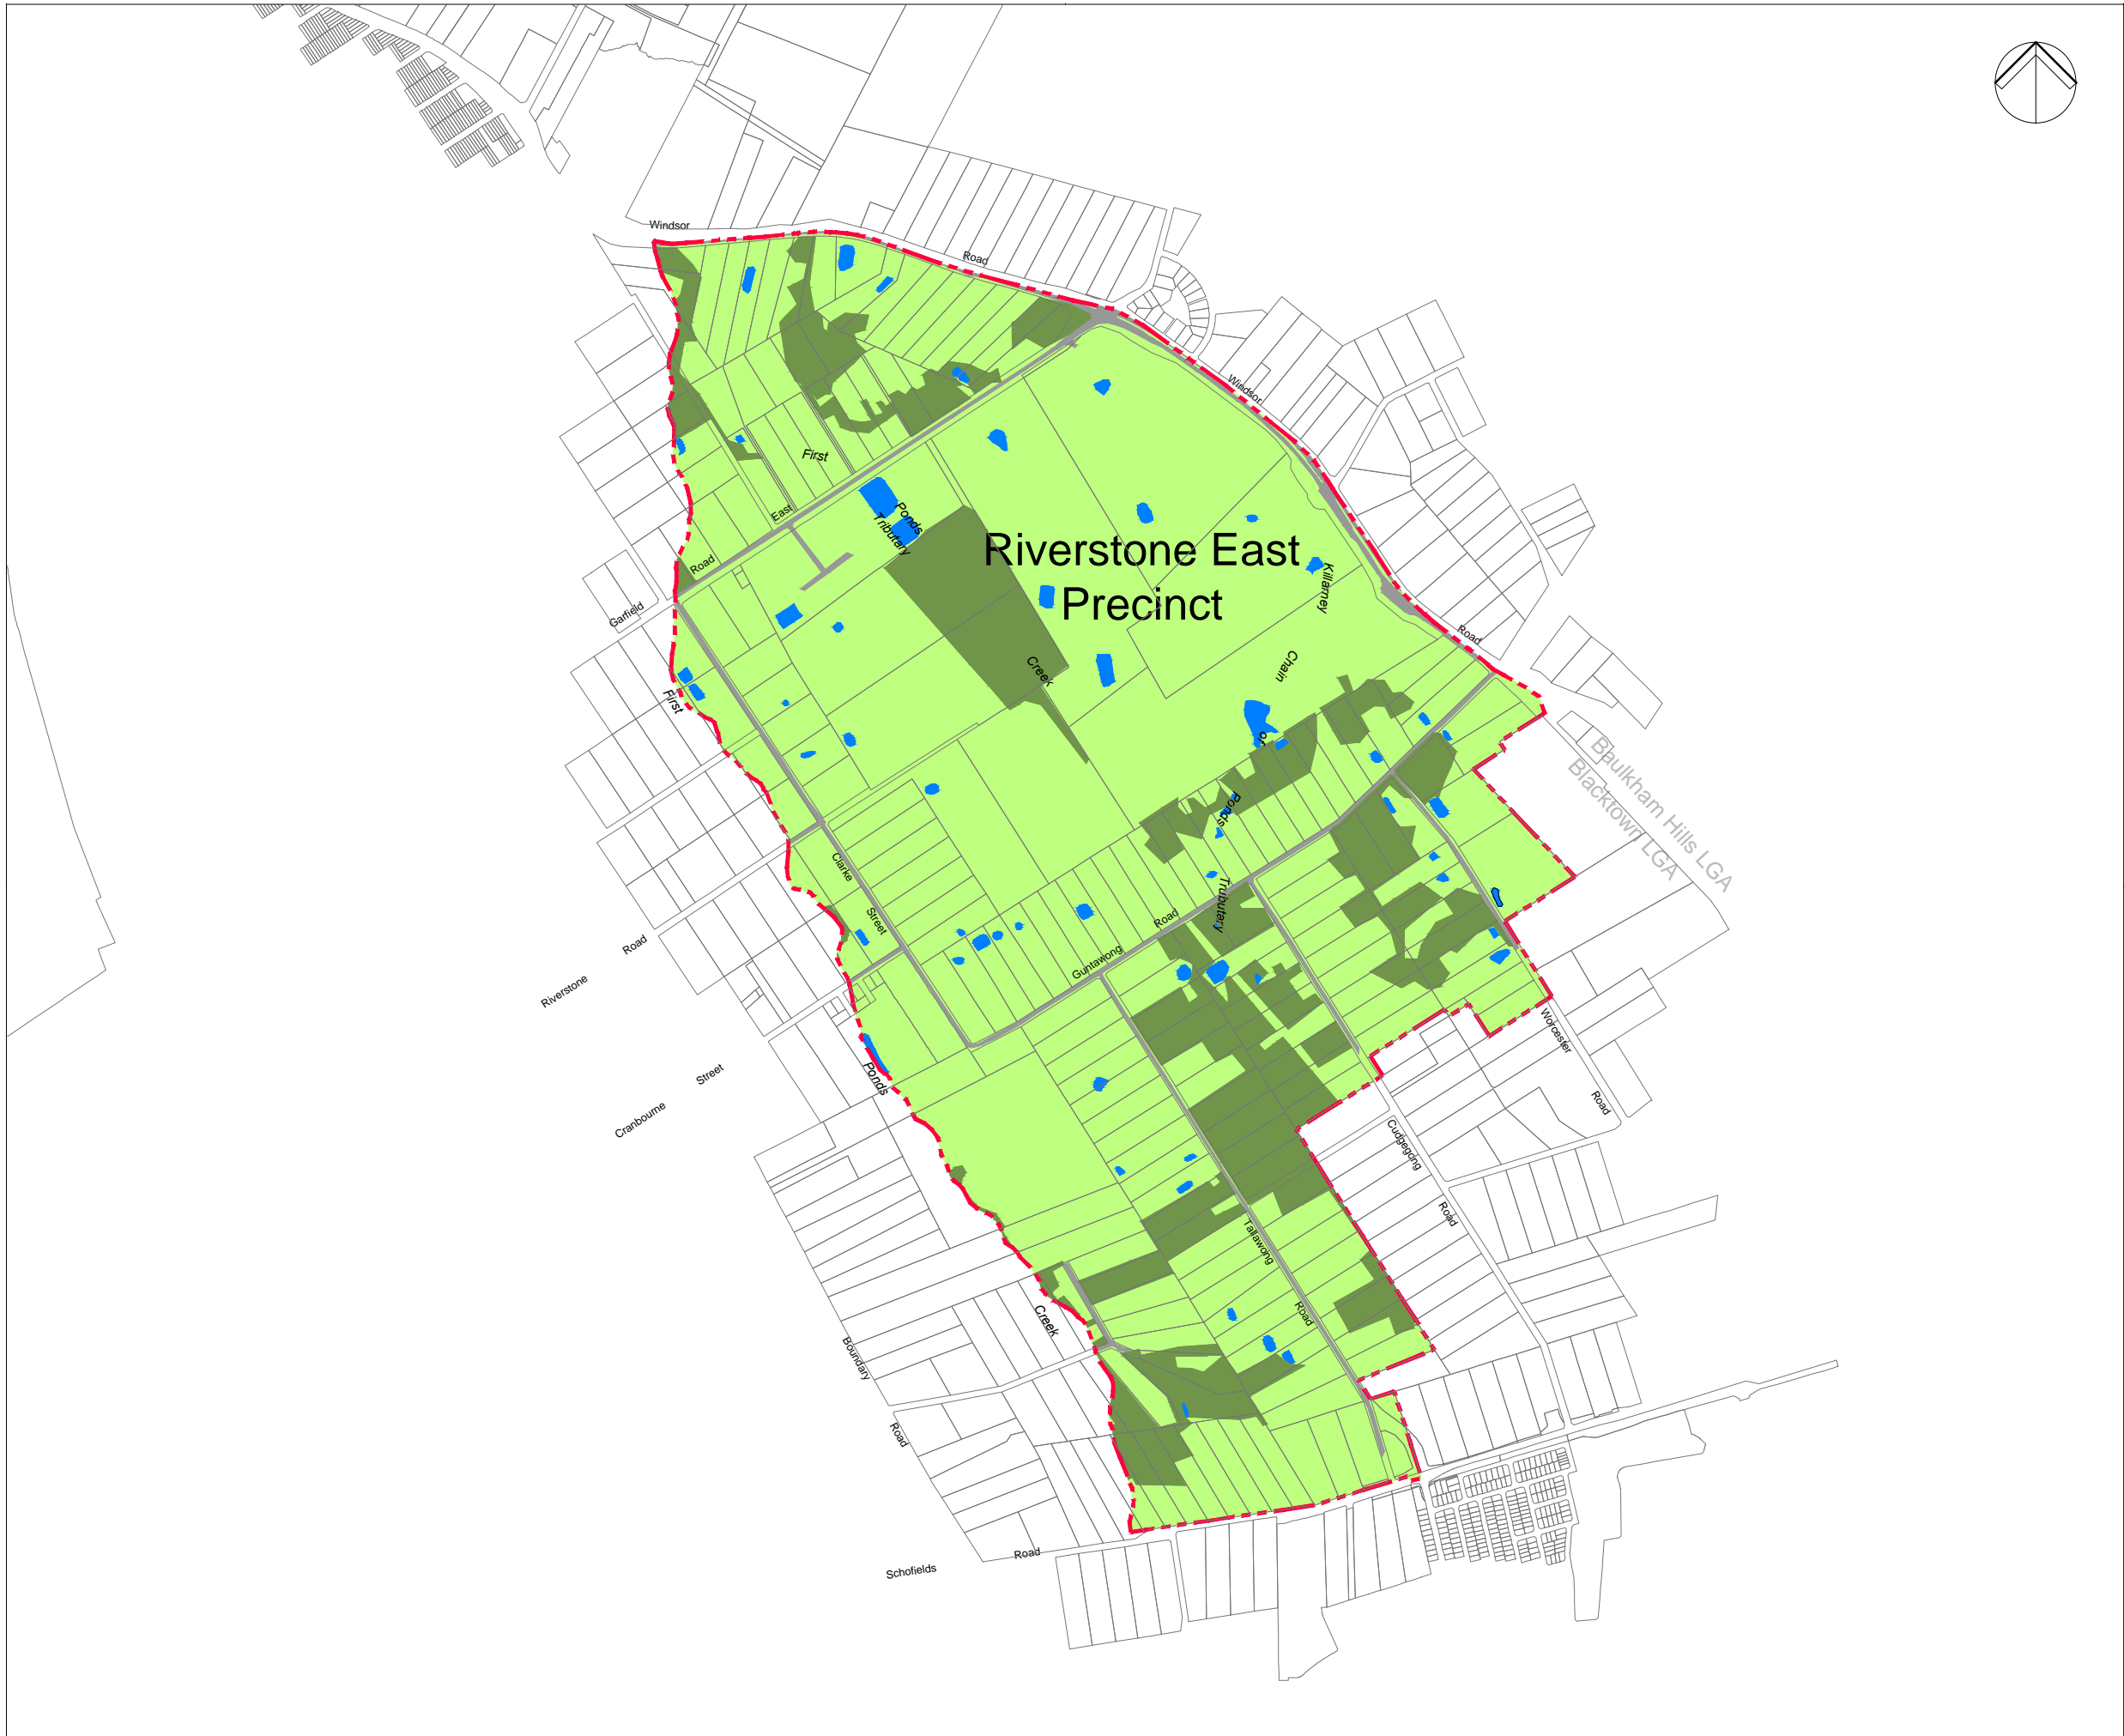 Windsor
Road
Windsor
First
East
Ponds
Tributary
Riverstone East
Precinct
Killarney
Road
Garfield
Road
Creek
Chain
First
of
Baulkham Hills LGA
Blacktown LGA
Ponds
Clarke
Street
Tributary
Road
Guntawong
Road
Riverstone
Worcester
Road
Ponds
Street
Cranbourne
Cudgegong
Road
Tallawong
Road
Creek
Boundary
Road
Road
Schofields